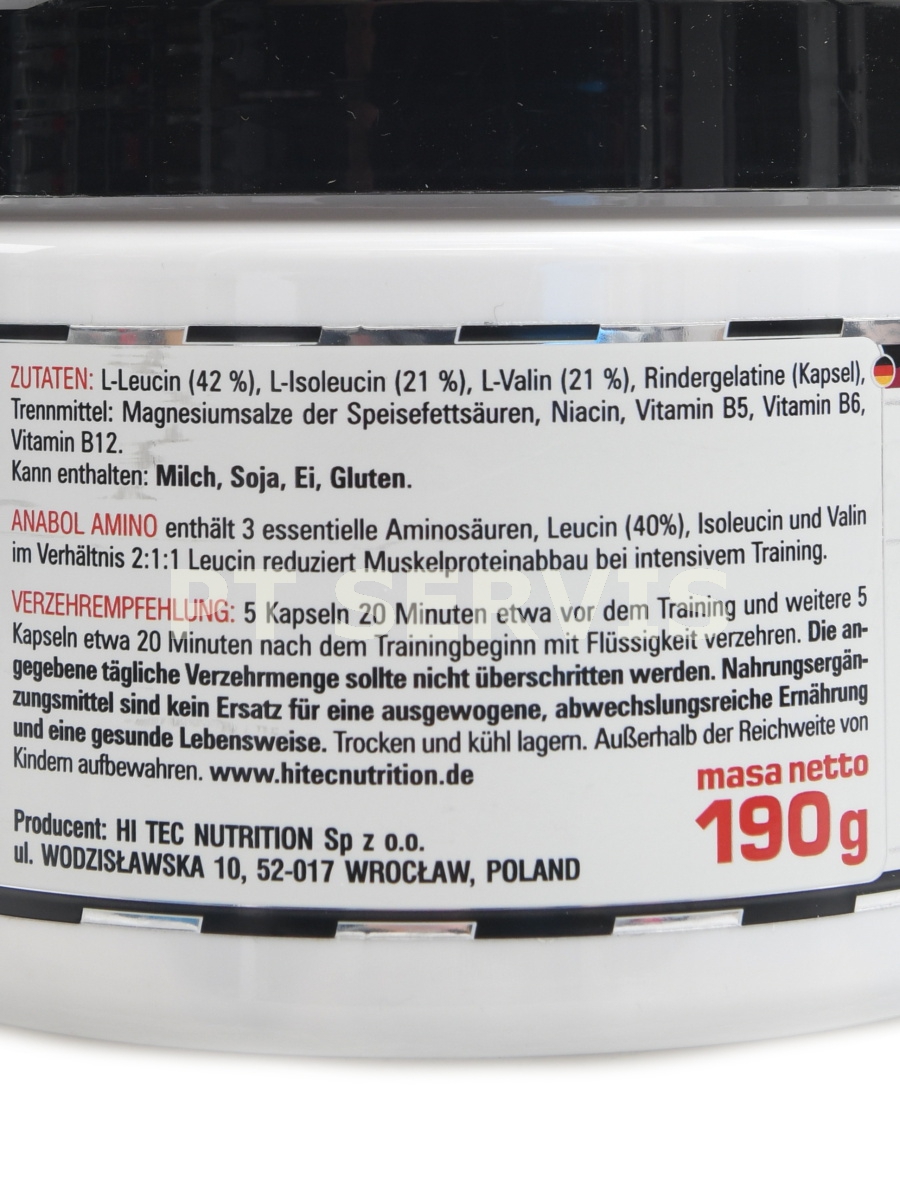 ZUTATEN: L-Leucin (42 %), L-Isoleucin (21 %), L-Valin (21 %), Rindergelatine (Kapsel),
Trennmittel: Magnesiumsalze der Speisefettsäuren, Niacin, Vitamin B5, Vitamin B6,
Vitamin B12.
Kann enthalten: Milch, Soja, Ei, Gluten.
ANABOL AMINO enthält 3 essentielle Aminosäuren, Leucin (40%), Isoleucin und Valin
im Verhältnis 2:1:1 Leucin reduziert Muskelproteinabbau bei intensivem Training.
PT SERVIS
VERZEHREMPFEHLUNG: 5 Kapseln 20 Minuten etwa vor dem Training und weitere 5
Kapseln etwa 20 Minuten nach dem Trainingbeginn mit Flüssigkeit verzehren. Die an-
gegebene tägliche Verzehrmenge sollte nicht überschritten werden. Nahrungsergän-
zungsmittel sind kein Ersatz für eine ausgewogene, abwechslungsreiche Ernährung
und eine gesunde Lebensweise. Trocken und kühl lagern. Außerhalb der Reichweite von
Kindern aufbewahren. www.hitecnutrition.de
masa netto
190g
Producent: HI TEC NUTRITION Sp z o.o.
ul. WODZISŁAWSKA 10, 52-017 WROCŁAW, POLAND